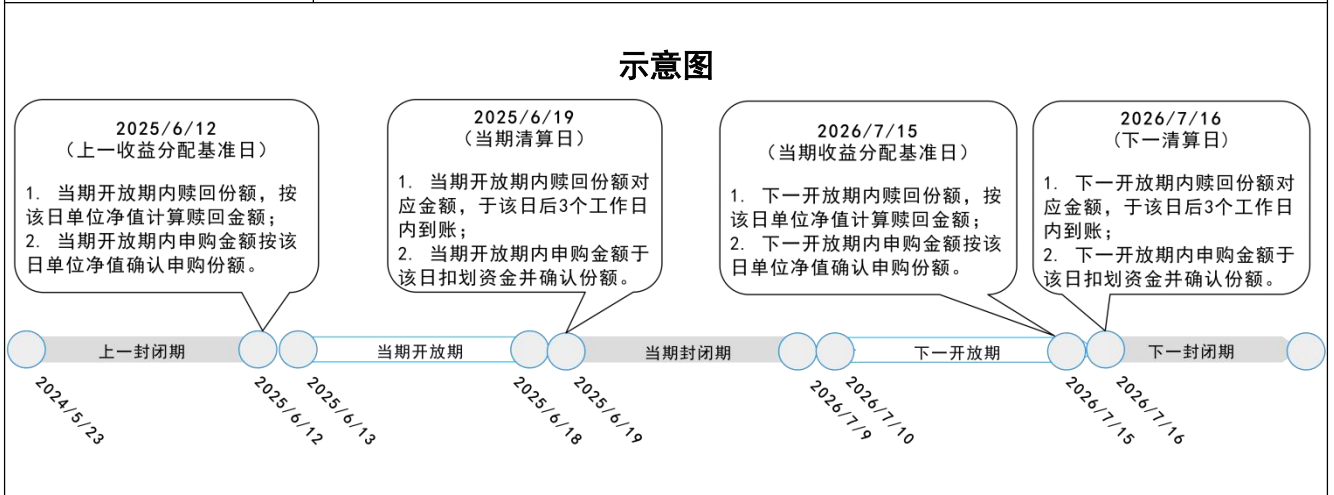 示意图
2025/6/12
（上一收益分配基准日）
1. 当期开放期内赎回份额，按
该日单位净值计算赎回金额；
2. 当期开放期内申购金额按该
日单位净值确认申购份额。
2025/6/19
（当期清算日）
1. 当期开放期内赎回份额对
应金额，于该日后3个工作日
内到账；
2. 当期开放期内申购金额于
该日扣划资金并确认份额。
2026/7/15
（当期收益分配基准日）
1. 下一开放期内赎回份额，按
该日单位净值计算赎回金额；
2. 下一开放期内申购金额按该
日单位净值确认申购份额。
2026/7/16
（下一清算日）
1. 下一开放期内赎回份额对
应金额，于该日后3个工作日
内到账；
2. 下一开放期内申购金额于
该日扣划资金并确认份额。
上一封闭期
当期开放期
当期封闭期
下一开放期
下一封闭期
2024/5/23
2025/6/12
2025/6/13
2025/6/18
2025/6/19
2026/7/9
2026/7/10
2026/7/15
2026/7/16